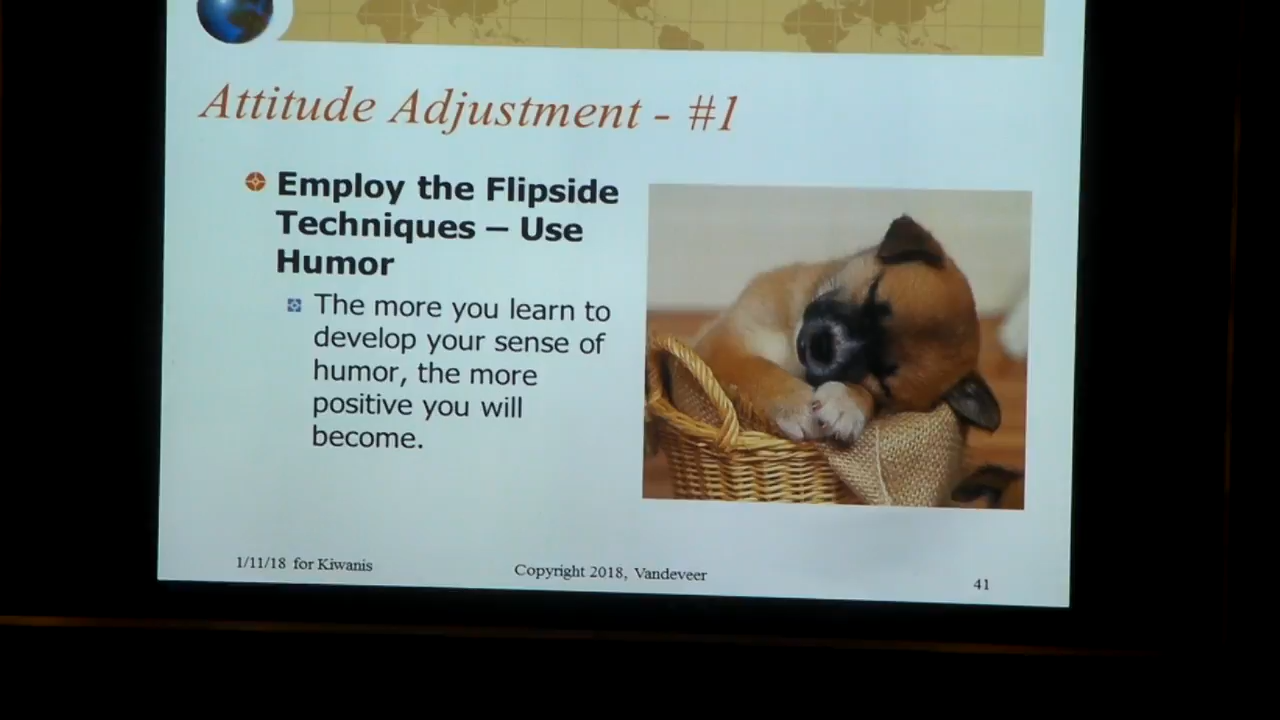 Attitude Adjustment - #1
Employ the Flipside
Techniques – Use
Humor
The more you learn to
develop your sense of
humor, the more
positive you will
become.
1/11/18 for Kiwanis
Copyright 2018, Vandeveer
41